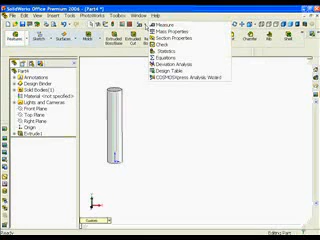 SolidWorks Office Premium 2006 - [Part4 *]
File Edit View Insert Tools PhotoWorks Toolbox Window Help
Measure
Mass Properties
Section Properties
Check
Statistics
Equations
Deviation Analysis
Design Table
COSMOSXpress Analysis Wizard
Features
Sketch
Surfaces
Molds
Extruded Boss/Base
Extruded Cut
Chamfer
Rib
Shell
Part4
Annotations
Design Binder
Solid Bodies(1)
Material <not specified>
Lights and Cameras
Front Plane
Top Plane
Right Plane
Origin
Extrude1
Ready
Editing Part